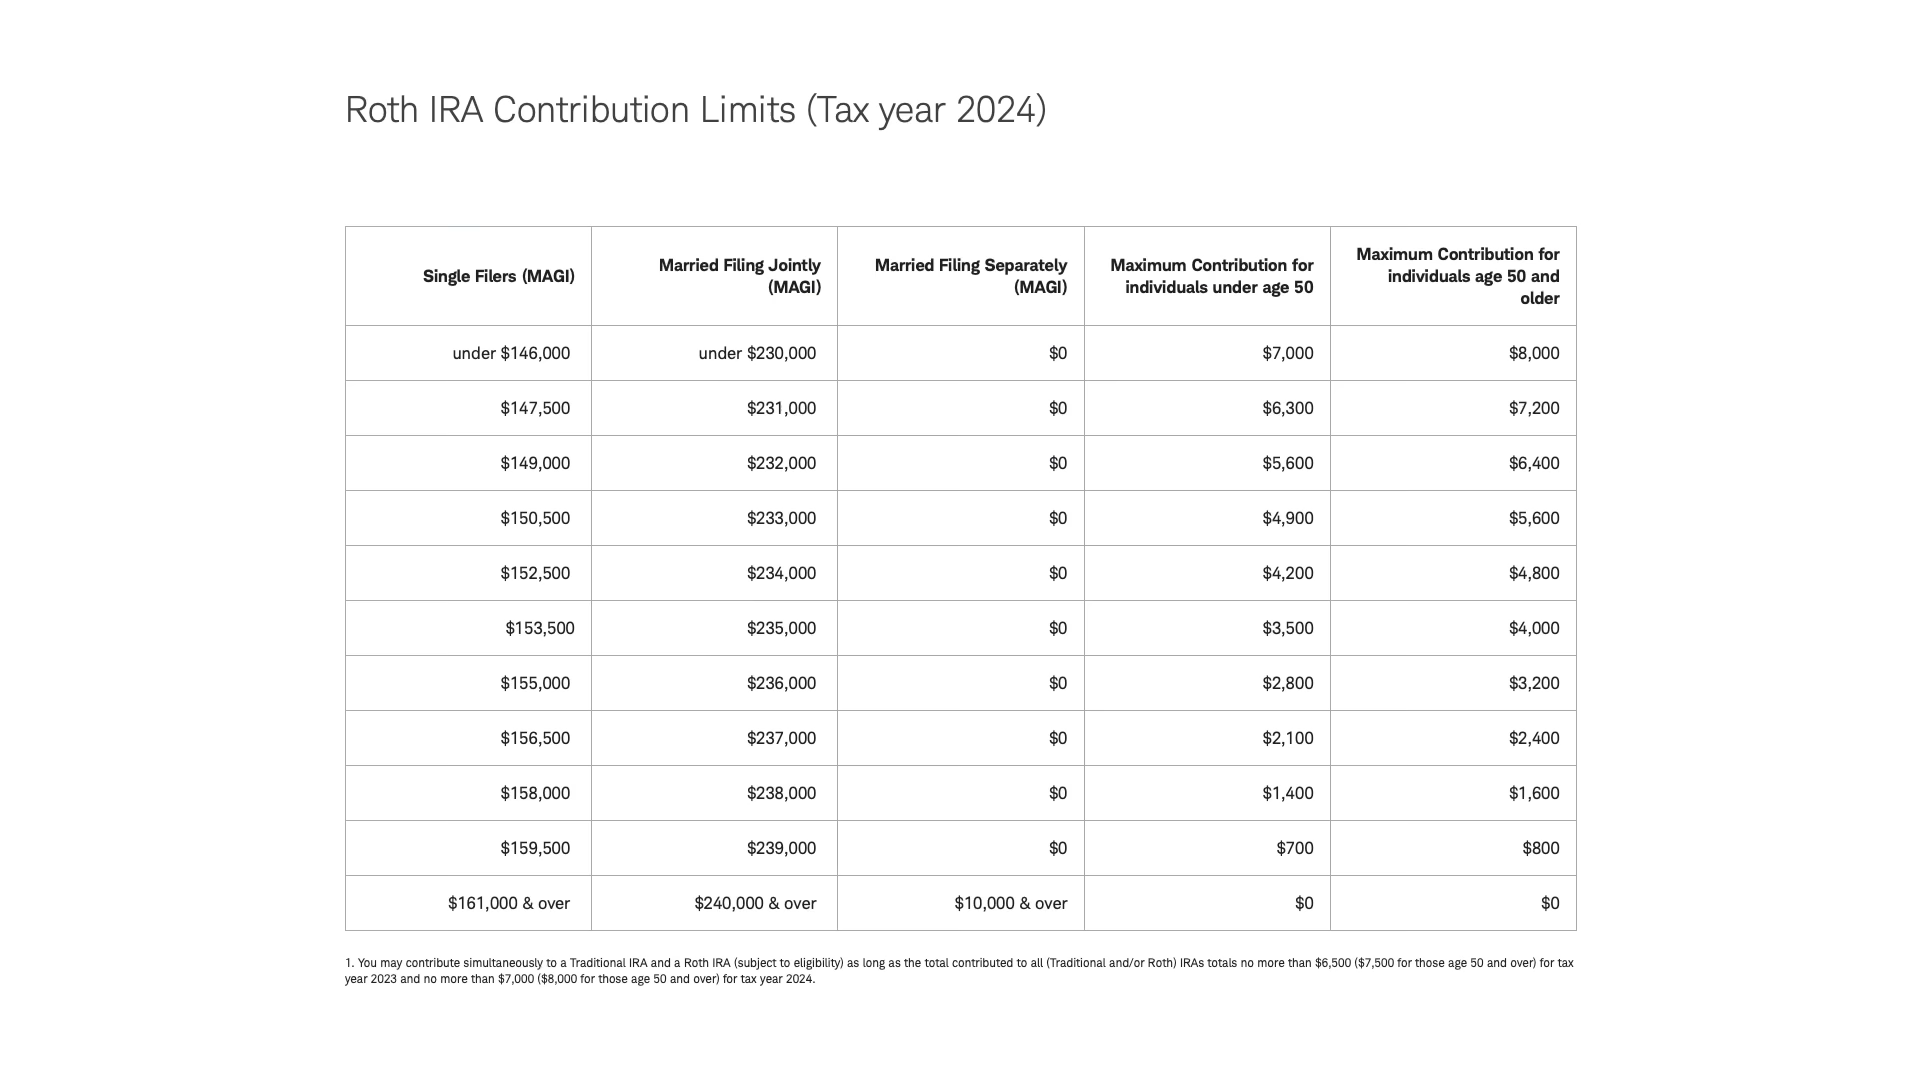 Roth IRA Contribution Limits (Tax year 2024)
Single Filers (MAGI) Married Filing Jointly (MAGI) Married Filing Separately (MAGI) Maximum Contribution for individuals under age 50 Maximum Contribution for individuals age 50 and older
under $146,000 under $230,000 $0 $7,000 $8,000
$147,500 $231,000 $0 $6,300 $7,200
$149,000 $232,000 $0 $5,600 $6,400
$150,500 $233,000 $0 $4,900 $5,600
$152,500 $234,000 $0 $4,200 $4,800
$153,500 $235,000 $0 $3,500 $4,000
$155,000 $236,000 $0 $2,800 $3,200
$156,500 $237,000 $0 $2,100 $2,400
$158,000 $238,000 $0 $1,400 $1,600
$159,500 $239,000 $0 $700 $800
$161,000 & over $240,000 & over $10,000 & over $0 $0
1. You may contribute simultaneously to a Traditional IRA and a Roth IRA (subject to eligibility) as long as the total contributed to all (Traditional and/or Roth) IRAs totals no more than $6,500 ($7,500 for those age 50 and over) for tax
year 2023 and no more than $7,000 ($8,000 for those age 50 and over) for tax year 2024.